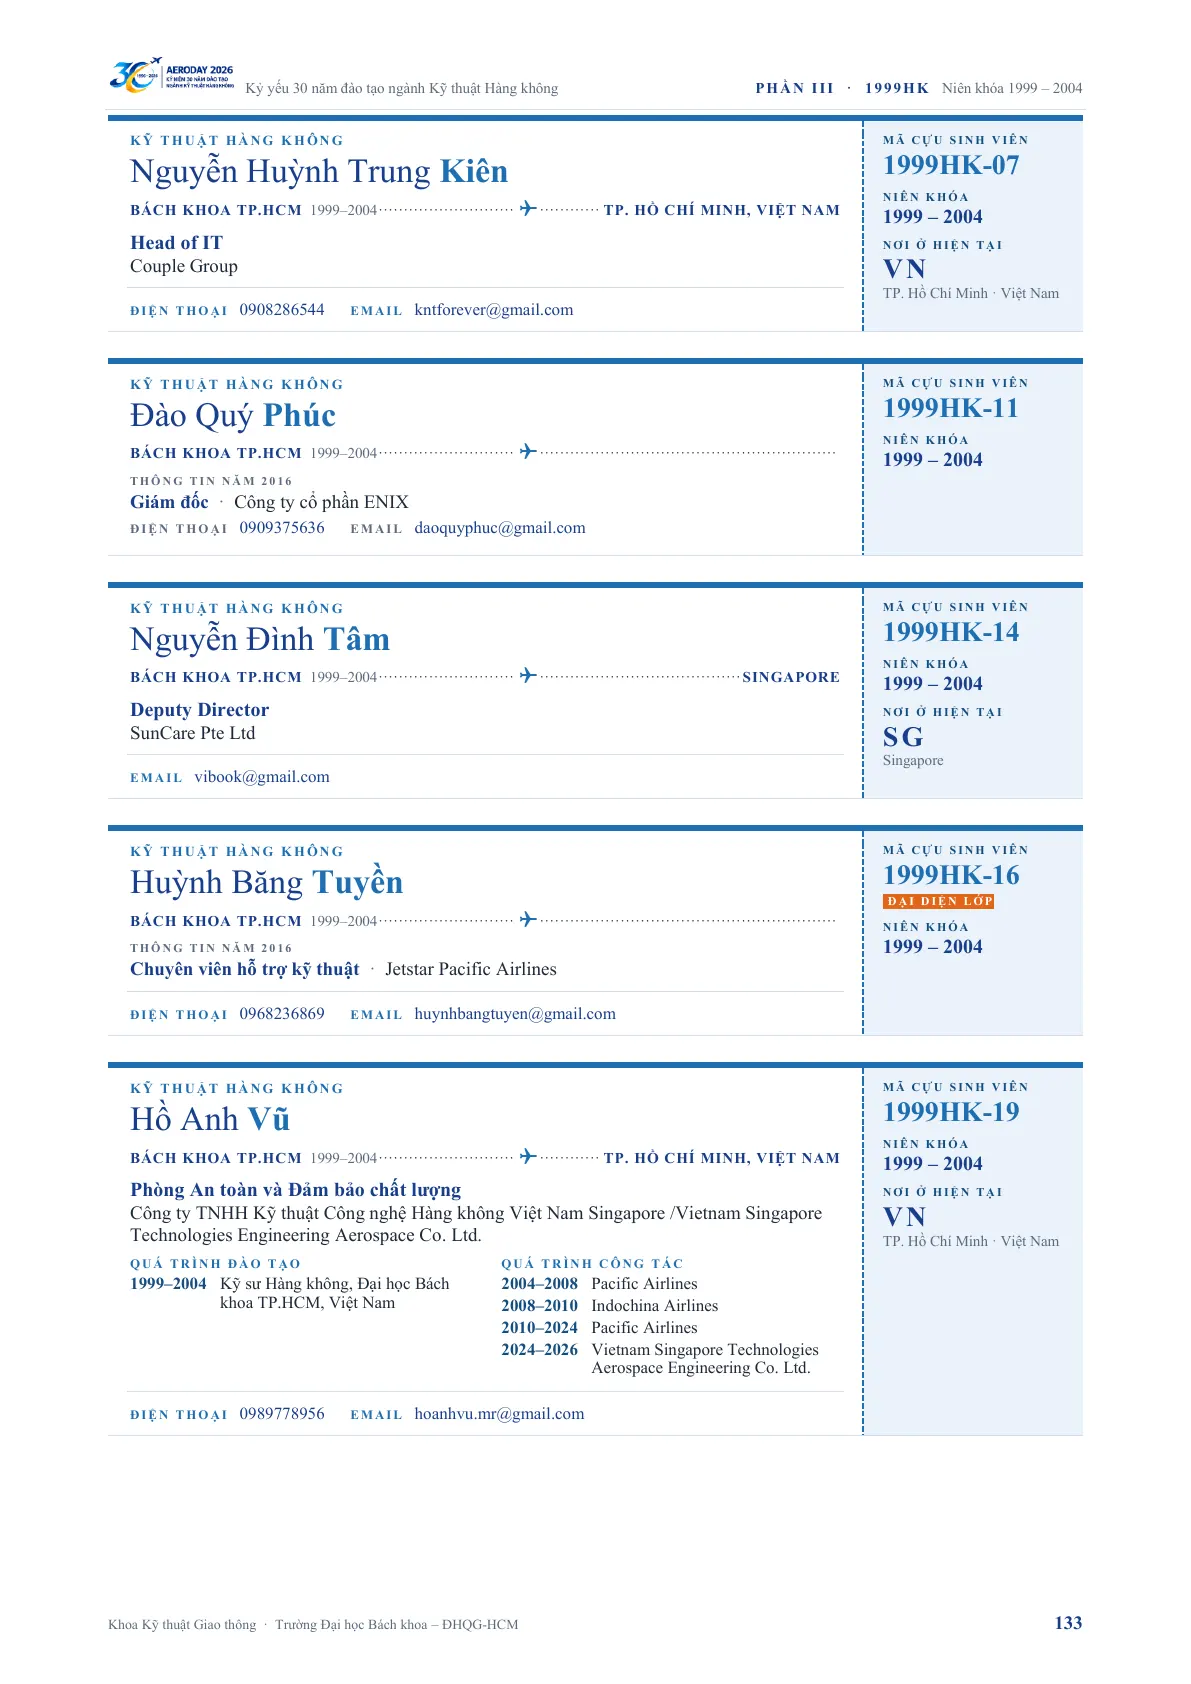 30 AERODAY 2026
1996 - 2026 KỶ NIỆM 30 NĂM ĐÀO TẠO
NGÀNH KỸ THUẬT HÀNG KHÔNG
Kỷ yếu 30 năm đào tạo ngành Kỹ thuật Hàng không
PHẦN III · 1999HK Niên khóa 1999 – 2004
KỸ THUẬT HÀNG KHÔNG
Nguyễn Huỳnh Trung Kiên
BÁCH KHOA TP.HCM 1999–2004 TP. HỒ CHÍ MINH, VIỆT NAM
Head of IT
Couple Group
ĐIỆN THOẠI 0908286544 EMAIL kntforever@gmail.com
MÃ CỰU SINH VIÊN
1999HK-07
NIÊN KHÓA
1999 – 2004
NƠI Ở HIỆN TẠI
VN
TP. Hồ Chí Minh · Việt Nam
KỸ THUẬT HÀNG KHÔNG
Đào Quý Phúc
BÁCH KHOA TP.HCM 1999–2004
THÔNG TIN NĂM 2016
Giám đốc · Công ty cổ phần ENIX
ĐIỆN THOẠI 0909375636 EMAIL daoquyphuc@gmail.com
MÃ CỰU SINH VIÊN
1999HK-11
NIÊN KHÓA
1999 – 2004
KỸ THUẬT HÀNG KHÔNG
Nguyễn Đình Tâm
BÁCH KHOA TP.HCM 1999–2004 SINGAPORE
Deputy Director
SunCare Pte Ltd
EMAIL vibook@gmail.com
MÃ CỰU SINH VIÊN
1999HK-14
NIÊN KHÓA
1999 – 2004
NƠI Ở HIỆN TẠI
SG
Singapore
KỸ THUẬT HÀNG KHÔNG
Huỳnh Băng Tuyền
BÁCH KHOA TP.HCM 1999–2004
THÔNG TIN NĂM 2016
Chuyên viên hỗ trợ kỹ thuật · Jetstar Pacific Airlines
ĐIỆN THOẠI 0968236869 EMAIL huynhbangtuyen@gmail.com
MÃ CỰU SINH VIÊN
1999HK-16
ĐẠI DIỆN LỚP
NIÊN KHÓA
1999 – 2004
KỸ THUẬT HÀNG KHÔNG
Hồ Anh Vũ
BÁCH KHOA TP.HCM 1999–2004 TP. HỒ CHÍ MINH, VIỆT NAM
Phòng An toàn và Đảm bảo chất lượng
Công ty TNHH Kỹ thuật Công nghệ Hàng không Việt Nam Singapore /Vietnam Singapore
Technologies Engineering Aerospace Co. Ltd.
QUÁ TRÌNH ĐÀO TẠO
1999–2004 Kỹ sư Hàng không, Đại học Bách
khoa TP.HCM, Việt Nam
QUÁ TRÌNH CÔNG TÁC
2004–2008 Pacific Airlines
2008–2010 Indochina Airlines
2010–2024 Pacific Airlines
2024–2026 Vietnam Singapore Technologies
Aerospace Engineering Co. Ltd.
ĐIỆN THOẠI 0989778956 EMAIL hoanhvu.mr@gmail.com
MÃ CỰU SINH VIÊN
1999HK-19
NIÊN KHÓA
1999 – 2004
NƠI Ở HIỆN TẠI
VN
TP. Hồ Chí Minh · Việt Nam
Khoa Kỹ thuật Giao thông · Trường Đại học Bách khoa – ĐHQG-HCM
133